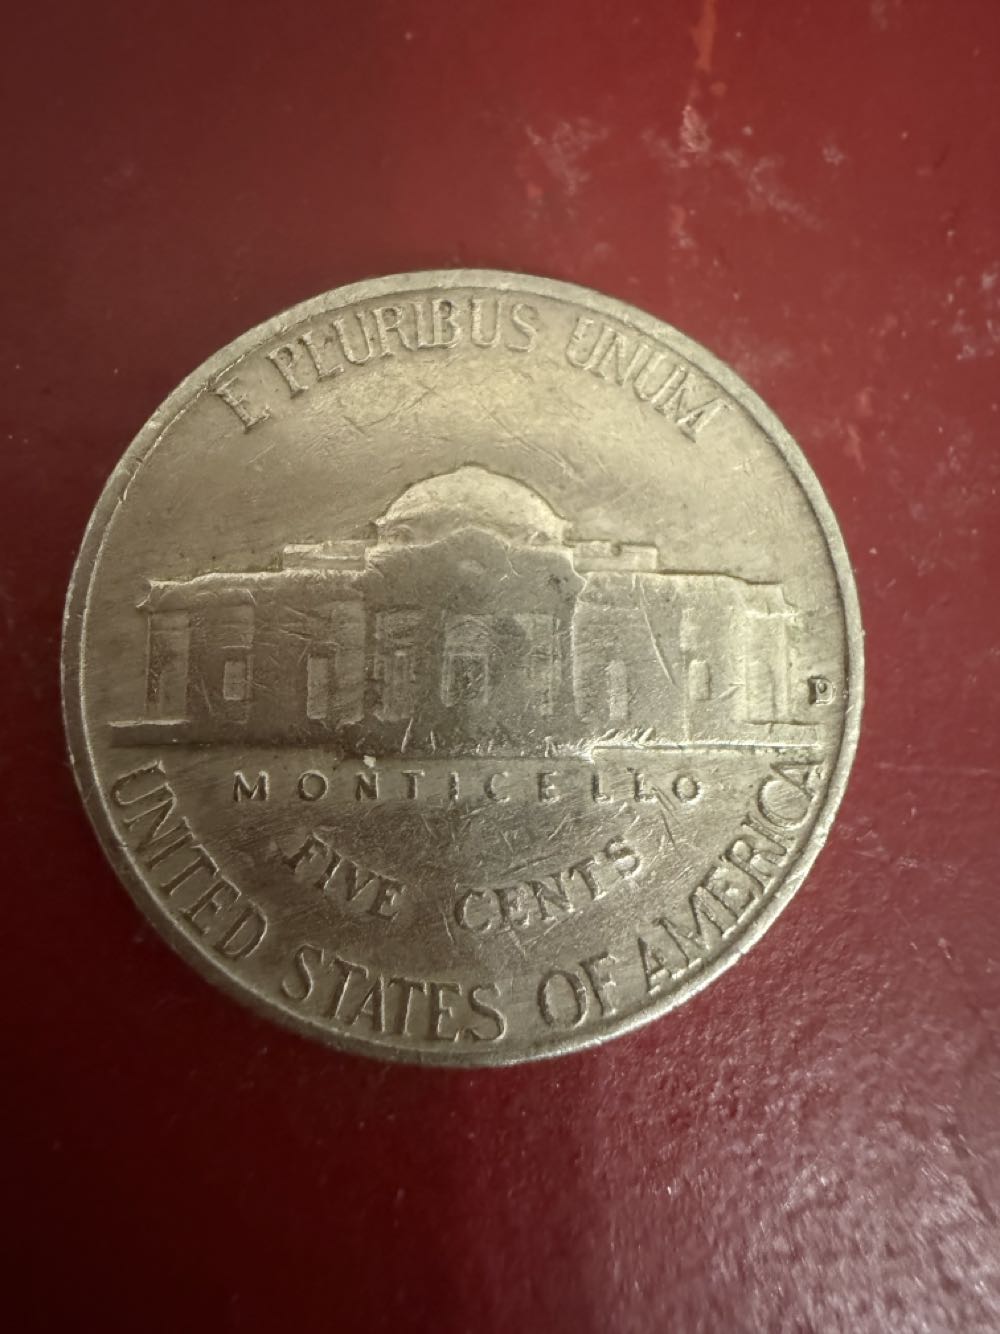 E PLURIBUS UNUM
D
MONTICELLO
FIVE CENTS
UNITED STATES OF AMERICA